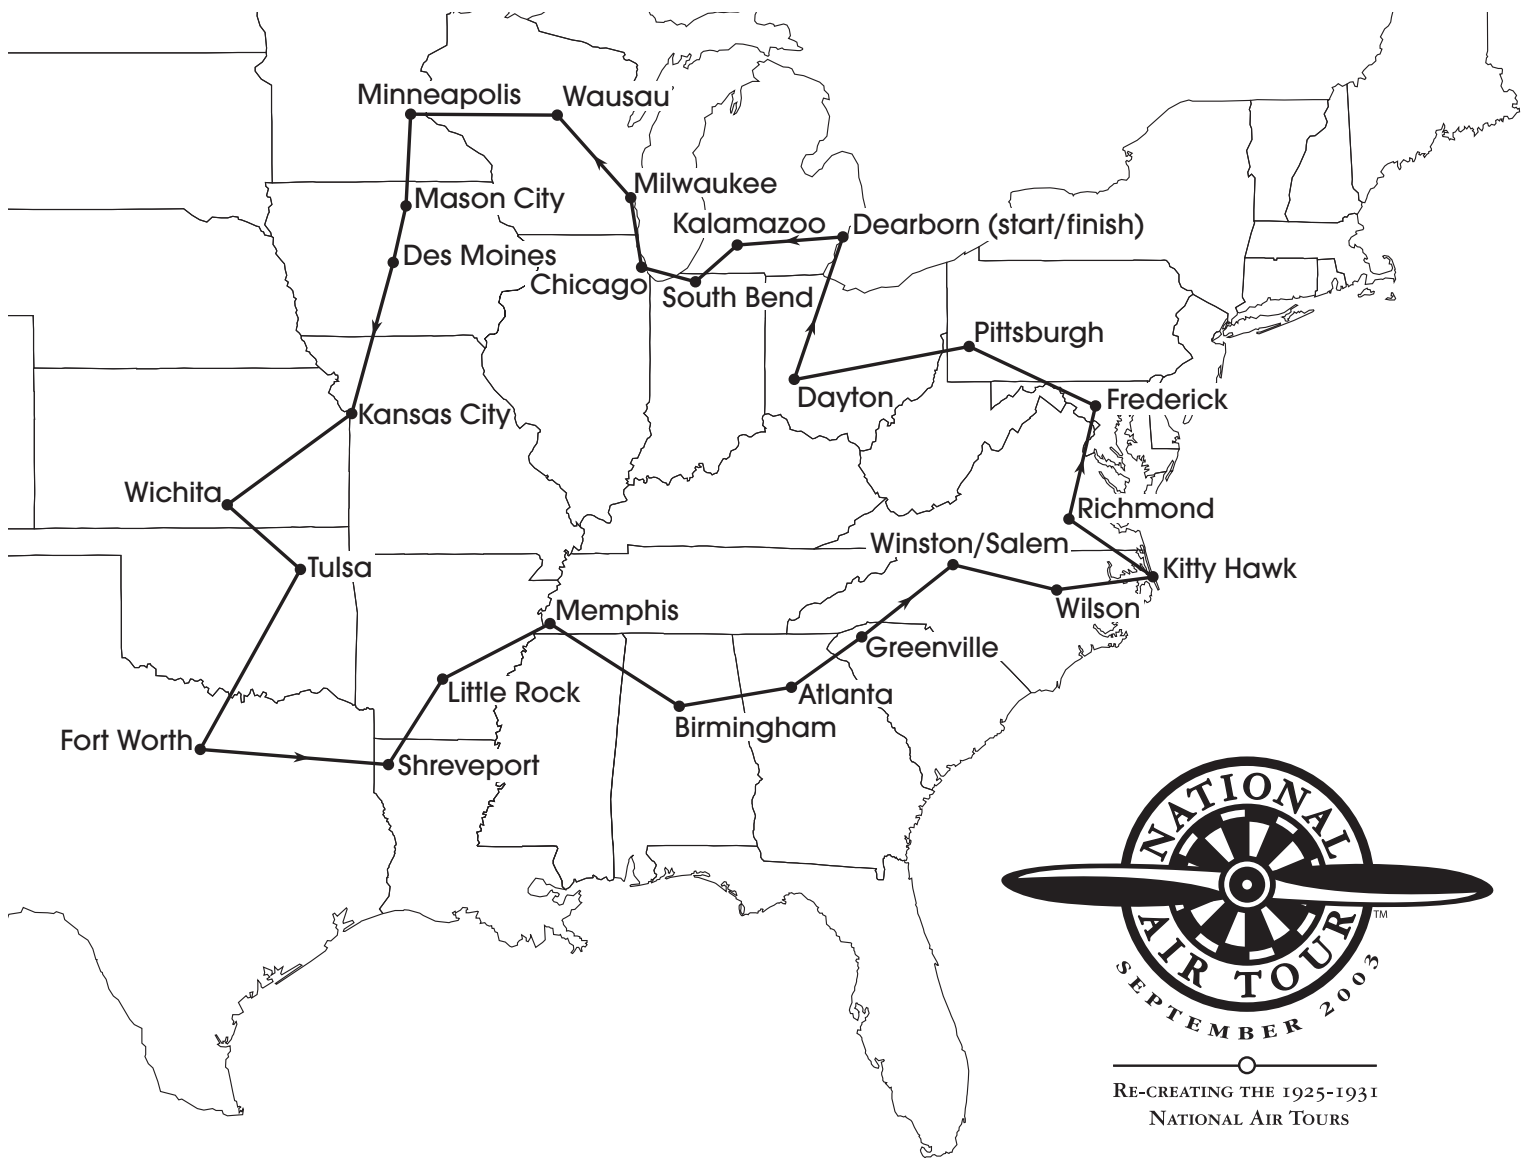 Minneapolis
Wausau
Milwaukee
Mason City
Kalamazoo
Dearborn (start/finish)
Des Moines
Chicago
South Bend
Pittsburgh
Dayton
Frederick
Kansas City
Wichita
Richmond
Winston/Salem
Tulsa
Kitty Hawk
Wilson
Memphis
Greenville
Little Rock
Atlanta
Birmingham
Fort Worth
Shreveport
NATIONAL
AIR TOUR
TM
SEPTEMBER 2003
RE-CREATING THE 1925-1931
NATIONAL AIR TOURS